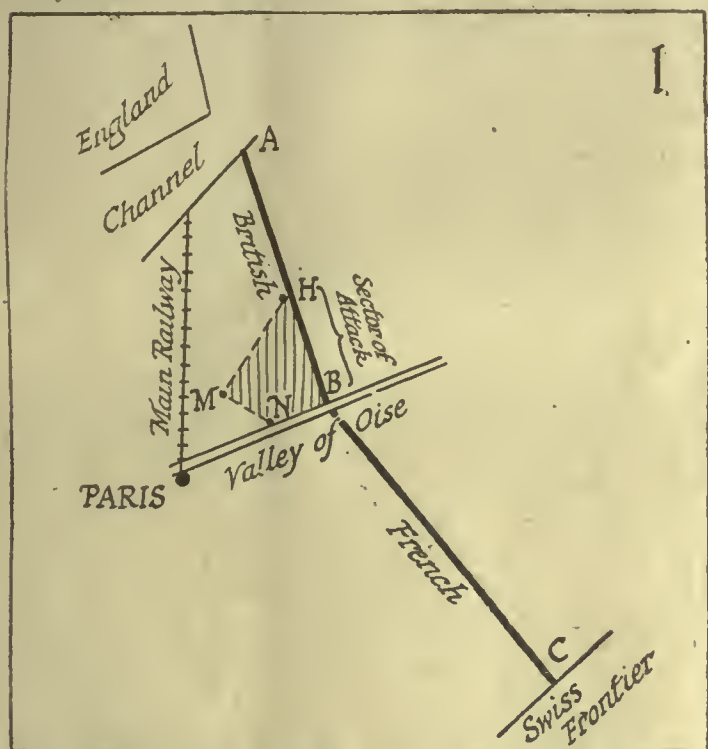 I
England
Channel
A
British
H
Sector of
Attack
Main Railway
M
N
B
Valley of Oise
PARIS
French
C
Swiss
Frontier